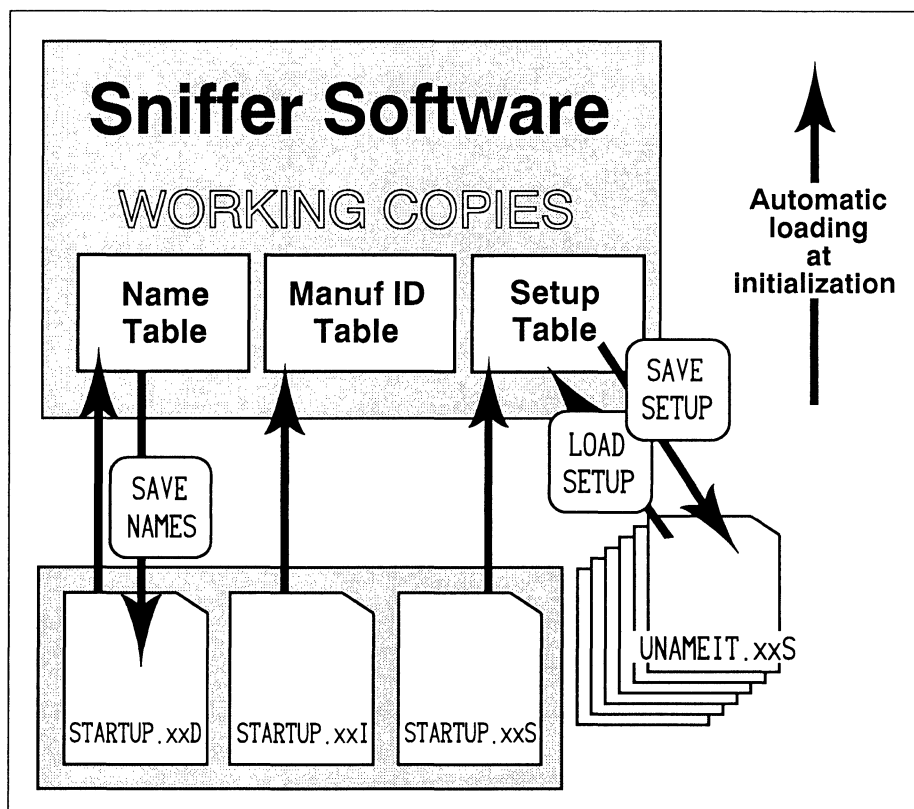 Sniffer Software
WORKING COPIES
Name
Table
Manuf ID
Table
Setup
Table
Automatic
loading
at
initialization
SAVE
SETUP
LOAD
SETUP
SAVE
NAMES
UNAMEIT.xxS
STARTUP.xxD
STARTUP.xxI
STARTUP.xxS